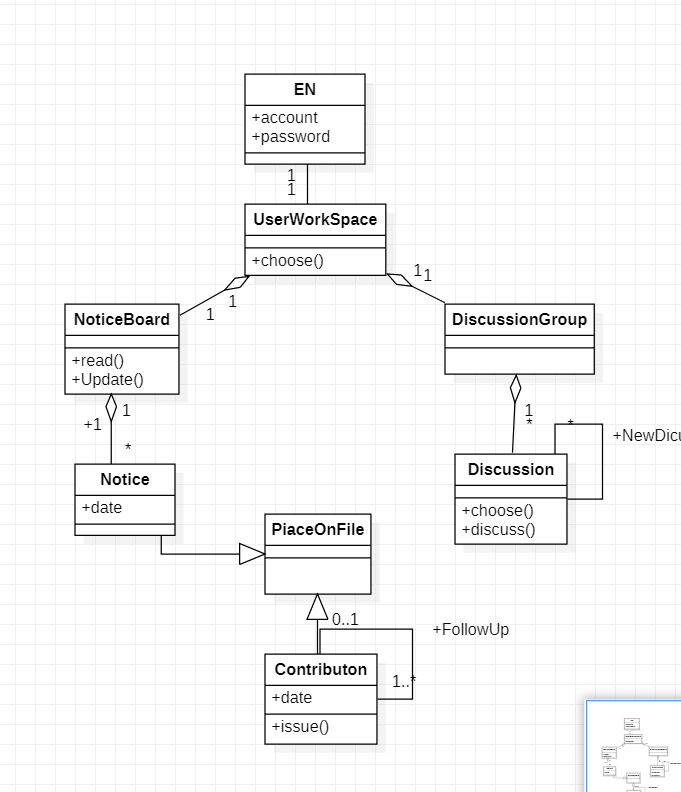 EN
+account
+password
1
1
UserWorkSpace
+choose()
1
1
1
1
NoticeBoard
+read()
+Update()
DiscussionGroup
1
+1
*
1
*
*
+NewDicu
Notice
+date
Discussion
+choose()
+discuss()
PiaceOnFile
0..1
+FollowUp
1..*
Contributon
+date
+issue()